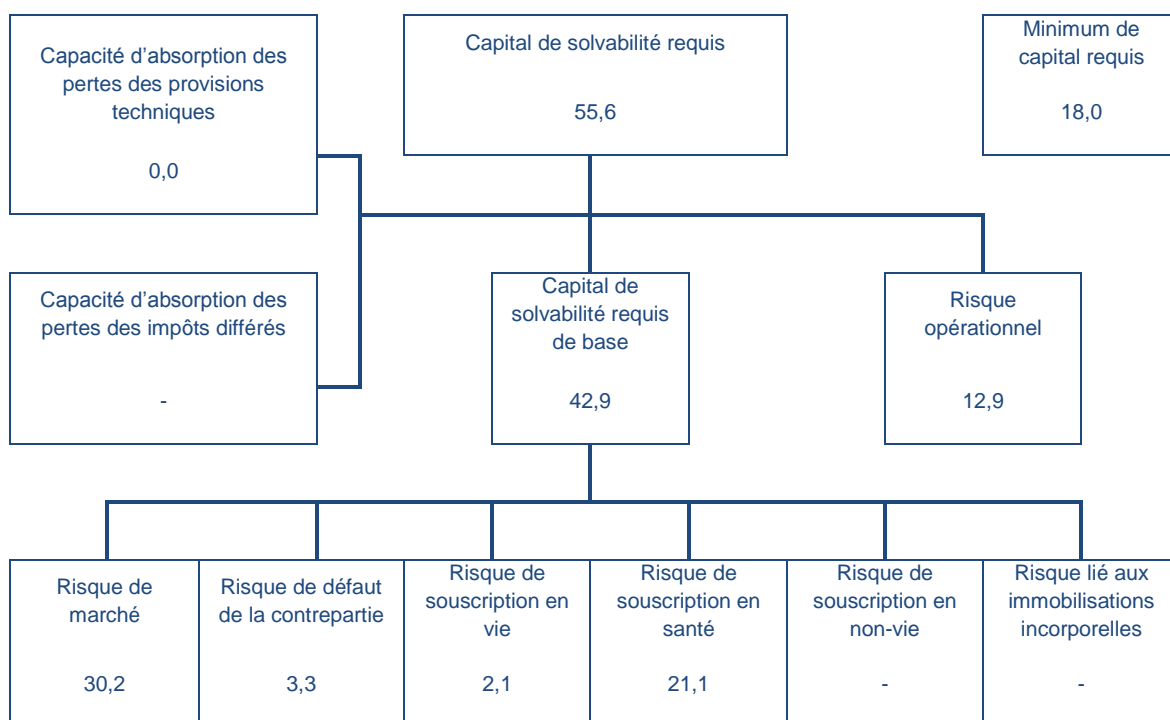 Capacité d'absorption des
pertes des provisions
techniques
0,0
Capital de solvabilité requis
55,6
Minimum de
capital requis
18,0
Capacité d'absorption des
pertes des impôts différés
-
Capital de
solvabilité requis
de base
42,9
Risque
opérationnel
12,9
Risque de
marché
30,2
Risque de défaut
de la contrepartie
3,3
Risque de
souscription en
vie
2,1
Risque de
souscription en
santé
21,1
Risque de
souscription en
non-vie
-
Risque lié aux
immobilisations
incorporelles
-